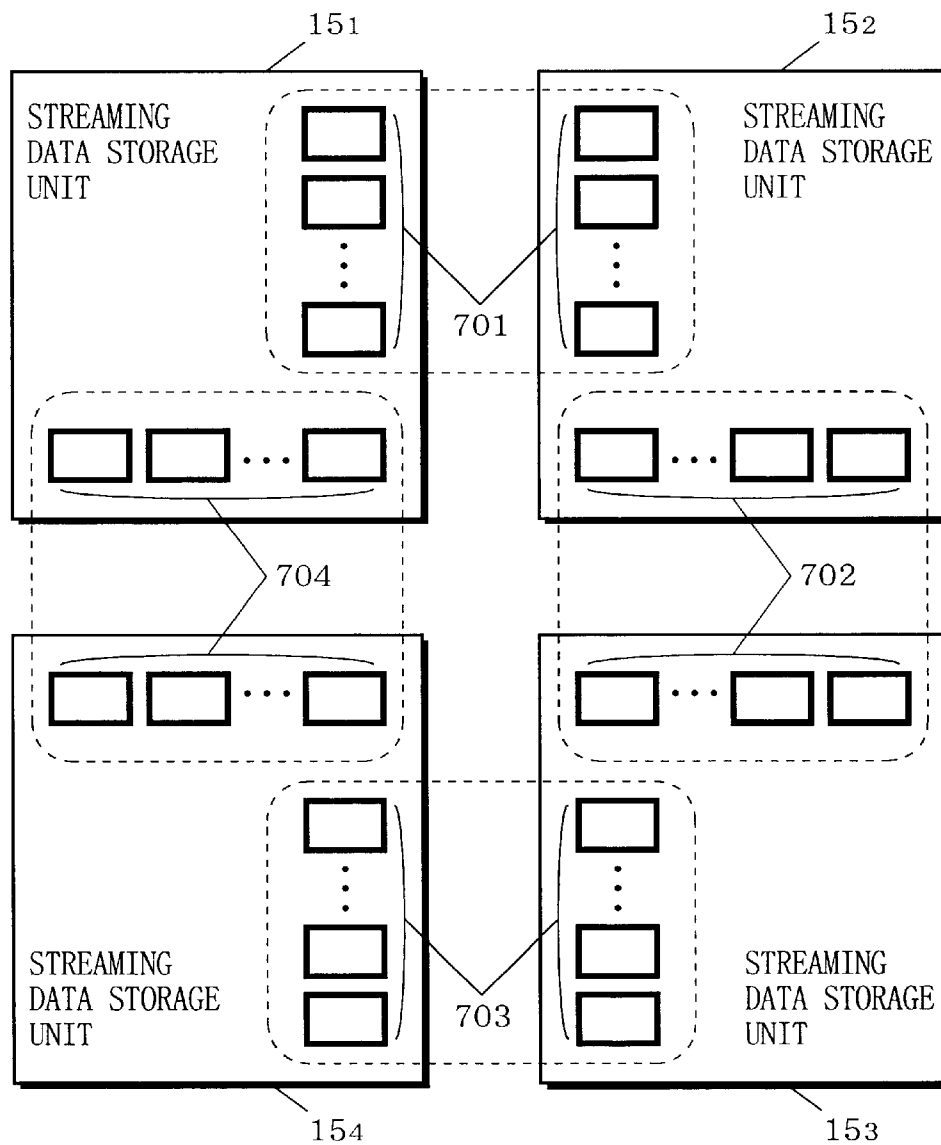 151
152
STREAMING
DATA STORAGE
UNIT
STREAMING
DATA STORAGE
UNIT
701
704
702
703
STREAMING
DATA STORAGE
UNIT
STREAMING
DATA STORAGE
UNIT
154
153